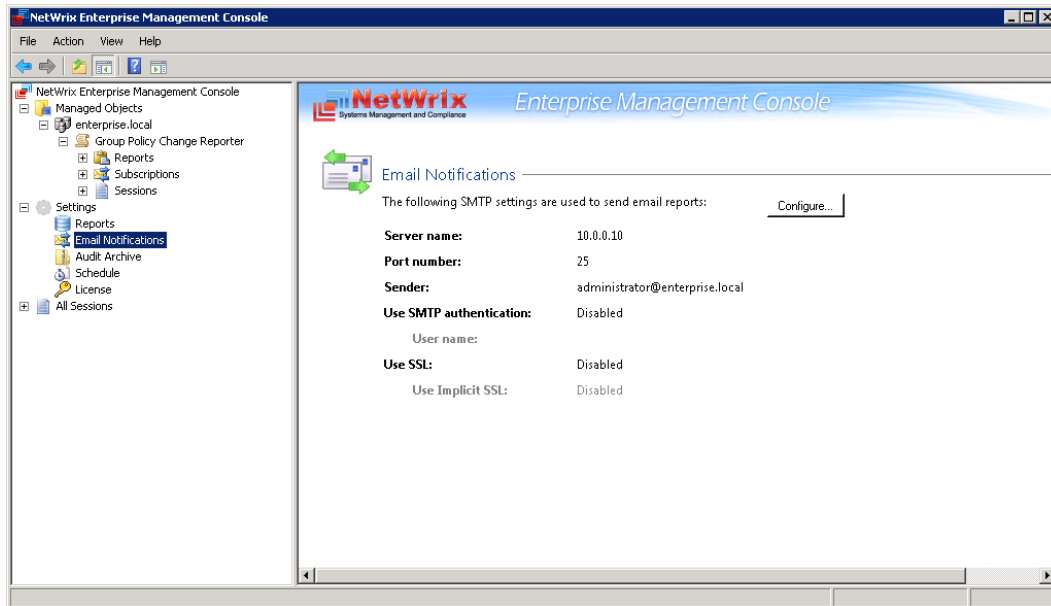 NetWrix Enterprise Management Console
File Action View Help
NetWrix Enterprise Management Console
Managed Objects
enterprise.local
Group Policy Change Reporter
Reports
Subscriptions
Sessions
Settings
Reports
Email Notifications
Audit Archive
Schedule
License
All Sessions
NetWrix Enterprise Management Console
Systems Management and Compliance
Email Notifications
The following SMTP settings are used to send email reports: Configure...
Server name: 10.0.0.10
Port number: 25
Sender: administrator@enterprise.local
Use SMTP authentication: Disabled
User name:
Use SSL: Disabled
Use Implicit SSL: Disabled